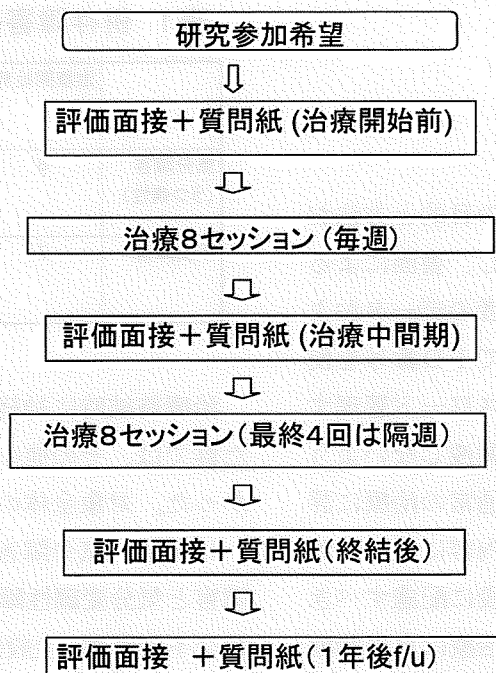 研究参加希望
評価面接+質問紙 (治療開始前)
治療8セッション (毎週)
評価面接+質問紙 (治療中間期)
治療8セッション(最終4回は隔週)
評価面接+質問紙(終結後)
評価面接 +質問紙(1年後f/u)